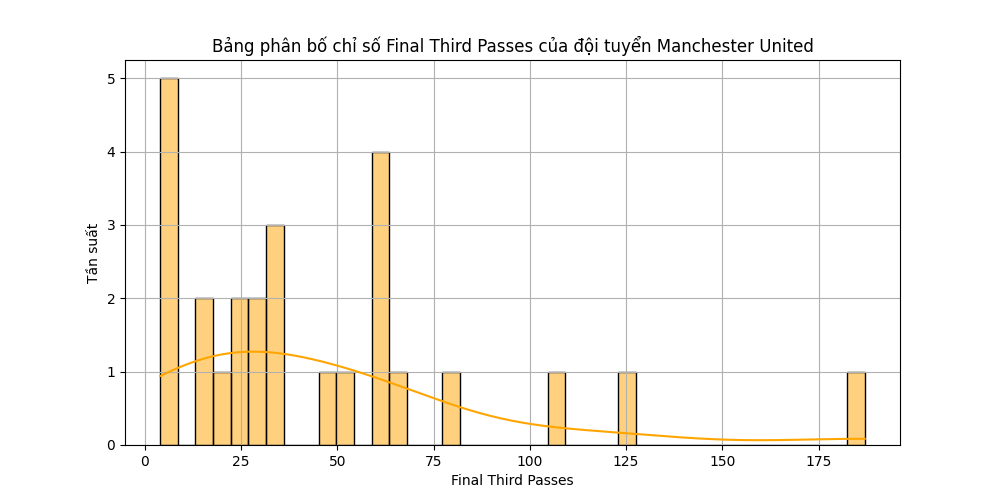 Bảng phân bố chỉ số Final Third Passes của đội tuyển Manchester United
5
4
3
2
1
0
Tần suất
0 25 50 75 100 125 150 175
Final Third Passes